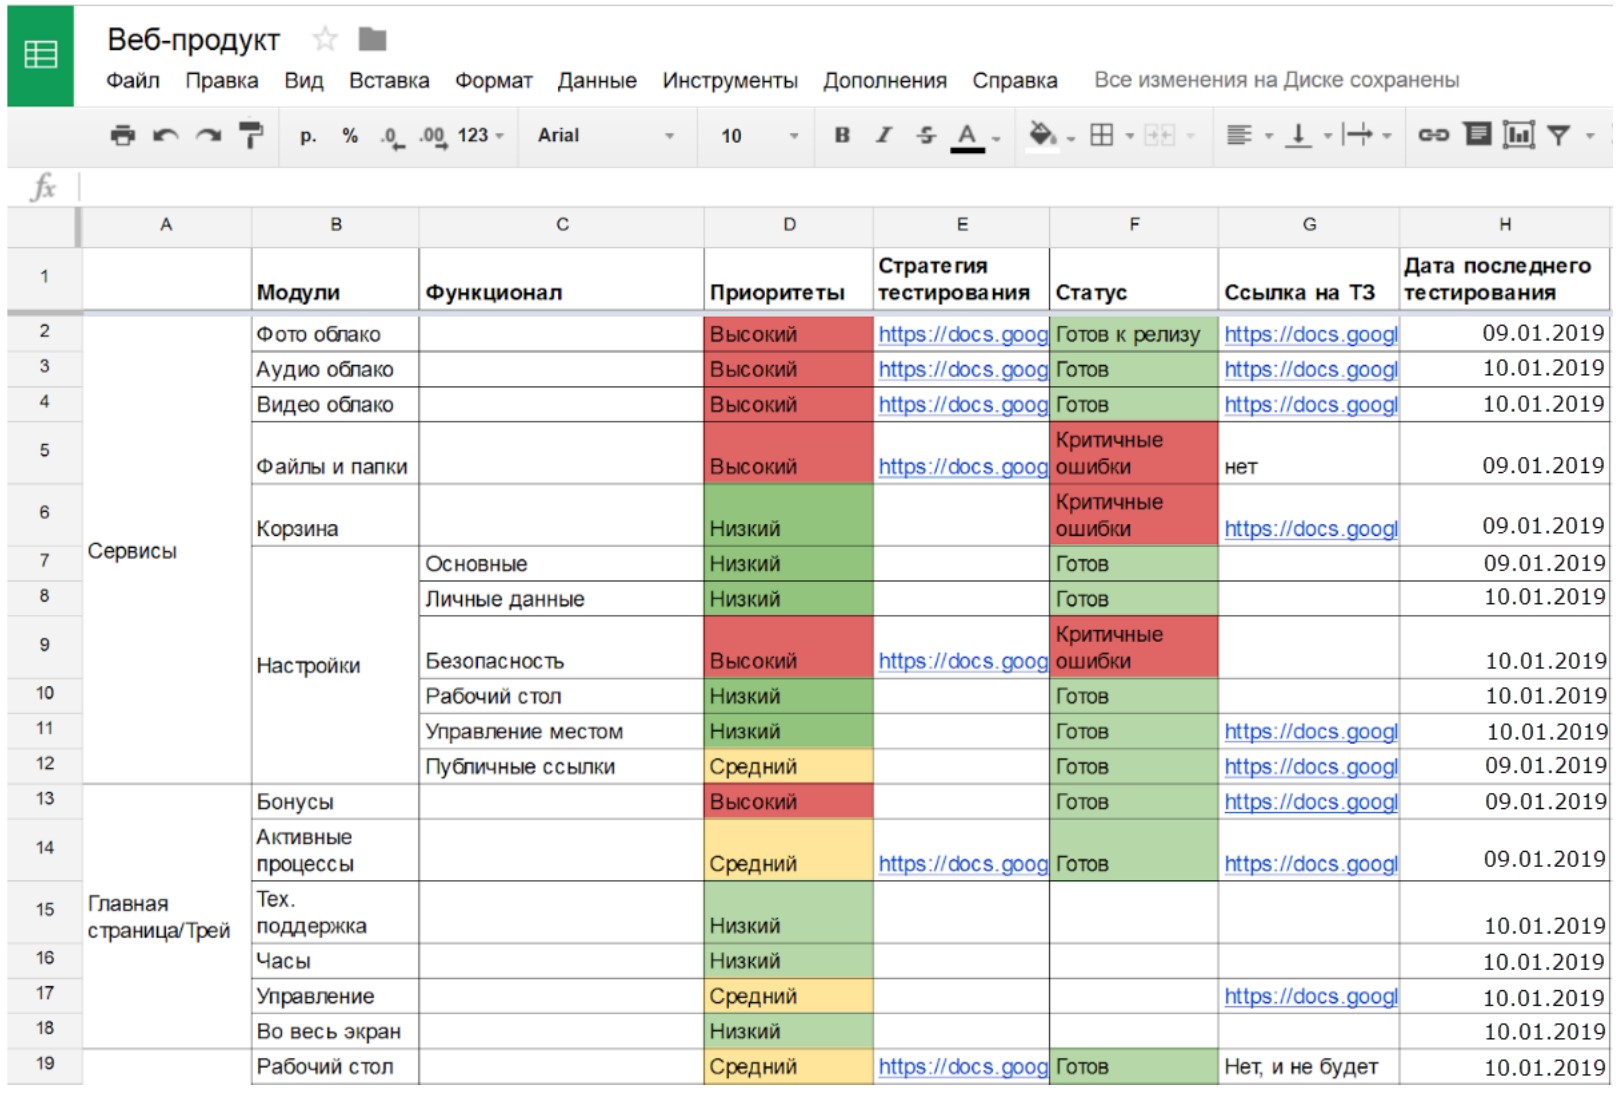 Веб-продукт
Файл Правка Вид Вставка Формат Данные Инструменты Дополнения Справка Все изменения на Диске сохранены
р. % .0 .00 123 Arial 10 B I S A
fx
A B C D E F G H
1 Модули Функционал Приоритеты Стратегия тестирования Статус Ссылка на ТЗ Дата последнего тестирования
2 Фото облако Высокий https://docs.goog Готов к релизу https://docs.googl 09.01.2019
3 Аудио облако Высокий https://docs.goog Готов https://docs.googl 10.01.2019
4 Видео облако Высокий https://docs.goog Готов https://docs.googl 10.01.2019
5 Файлы и папки Высокий https://docs.goog Критичные ошибки нет 09.01.2019
6 Корзина Низкий Критичные ошибки https://docs.googl 09.01.2019
Сервисы
7 Основные Низкий Готов 09.01.2019
8 Личные данные Низкий Готов 10.01.2019
9 Настройки Безопасность Высокий https://docs.goog Критичные ошибки 10.01.2019
10 Рабочий стол Низкий Готов 10.01.2019
11 Управление местом Низкий Готов https://docs.googl 10.01.2019
12 Публичные ссылки Средний Готов https://docs.googl 09.01.2019
13 Бонусы Высокий Готов https://docs.googl 09.01.2019
14 Активные процессы Средний https://docs.goog Готов https://docs.googl 09.01.2019
15 Главная страница/Трей Тех. поддержка Низкий 10.01.2019
16 Часы Низкий 10.01.2019
17 Управление Средний https://docs.googl 10.01.2019
18 Во весь экран Низкий 10.01.2019
19 Рабочий стол Средний https://docs.goog Готов Нет, и не будет 10.01.2019